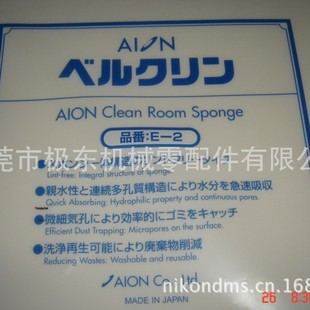 AION
ベルクリン
AION Clean Room Sponge
品番:E-2
莞市极东机械零配件有
Lint-free: Integral structure of sponge.
●親水性と連続多孔質構造により水分を急速吸収
Quick Absorbing: Hydrophilic property and continuous pores.
●微細気孔により効率的にゴミをキャッチ
Efficient Dust Trapping: Micropores on the surface.
●洗浄再生可能により廃棄物削減
Reducing Wastes: Washable and reusable.
AION Co., Ltd.
MADE IN JAPAN
nikondms.cn.168
26 8:30